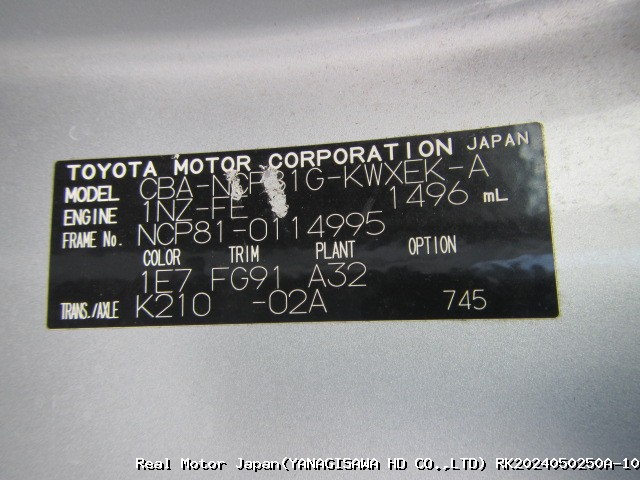 TOYOTA MOTOR CORPORATION JAPAN
MODEL CBA-NCP81G-KWXEK-A
ENGINE 1NZ-FE 1496 mL
FRAME No. NCP81-0114995
COLOR TRIM PLANT OPTION
1E7 FG91 A32
TRANS./AXLE K210 -02A 745
Real Motor Japan(YANAGISAWA HD CO.,LTD) RK2024050250A-10